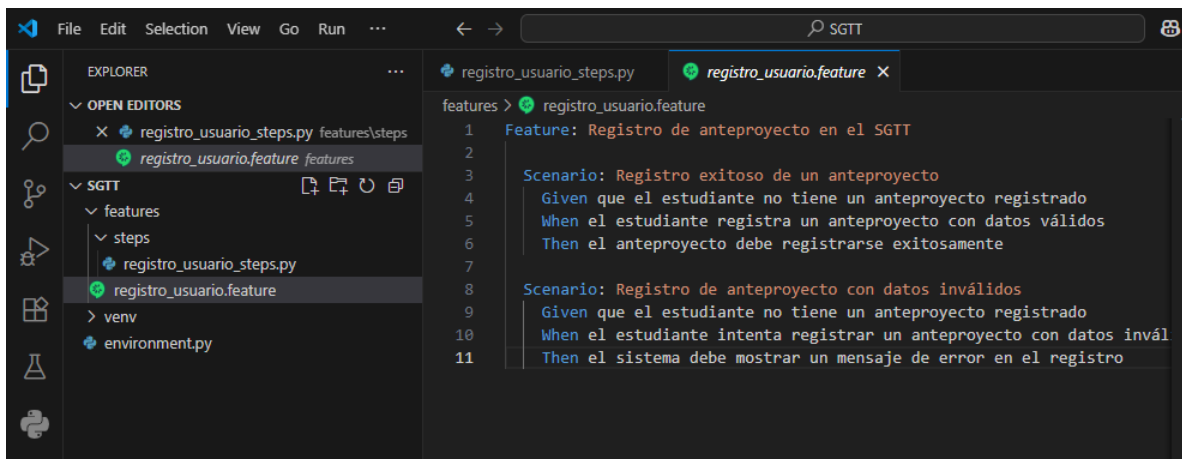 File Edit Selection View Go Run ···
SGTT
EXPLORER ···
OPEN EDITORS
registro_usuario_steps.py features\steps
registro_usuario.feature features
SGTT
features
steps
registro_usuario_steps.py
registro_usuario.feature
venv
environment.py
registro_usuario_steps.py registro_usuario.feature
features > registro_usuario.feature
1 Feature: Registro de anteproyecto en el SGTT
2
3 Scenario: Registro exitoso de un anteproyecto
4 Given que el estudiante no tiene un anteproyecto registrado
5 When el estudiante registra un anteproyecto con datos válidos
6 Then el anteproyecto debe registrarse exitosamente
7
8 Scenario: Registro de anteproyecto con datos inválidos
9 Given que el estudiante no tiene un anteproyecto registrado
10 When el estudiante intenta registrar un anteproyecto con datos invál
11 Then el sistema debe mostrar un mensaje de error en el registro